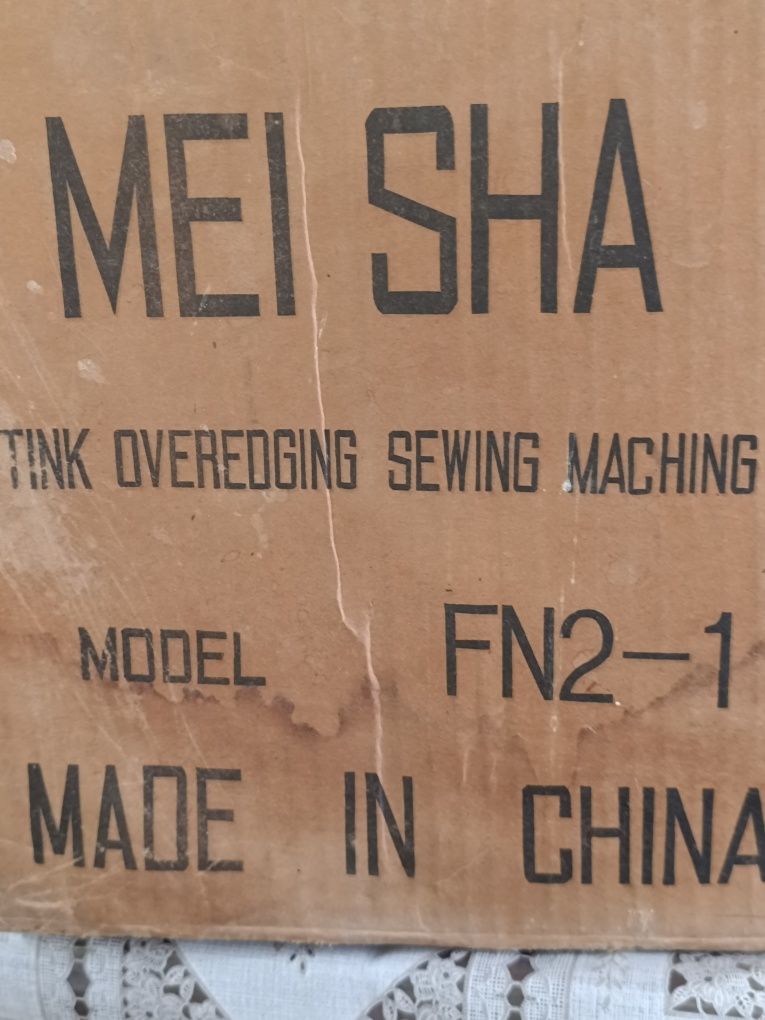 MEI SHA
TINK OVEREDGING SEWING MACHING
MODEL FN2-1
MADE IN CHINA